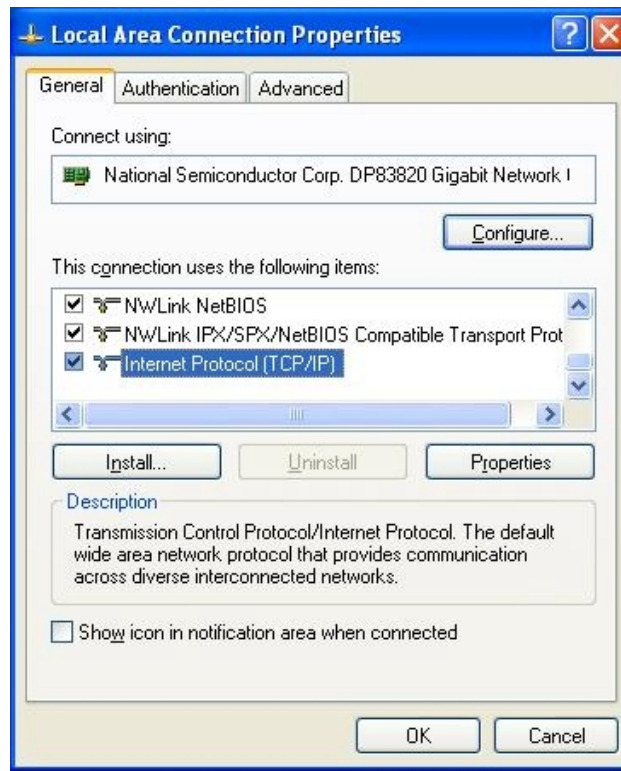 Local Area Connection Properties
General
Authentication
Advanced
Connect using:
National Semiconductor Corp. DP83820 Gigabit Network
Configure...
This connection uses the following items:
NWLink NetBIOS
NWLink IPX/SPX/NetBIOS Compatible Transport Prot
Internet Protocol (TCP/IP)
Install...
Uninstall
Properties
Description
Transmission Control Protocol/Internet Protocol. The default
wide area network protocol that provides communication
across diverse interconnected networks.
Show icon in notification area when connected
OK
Cancel